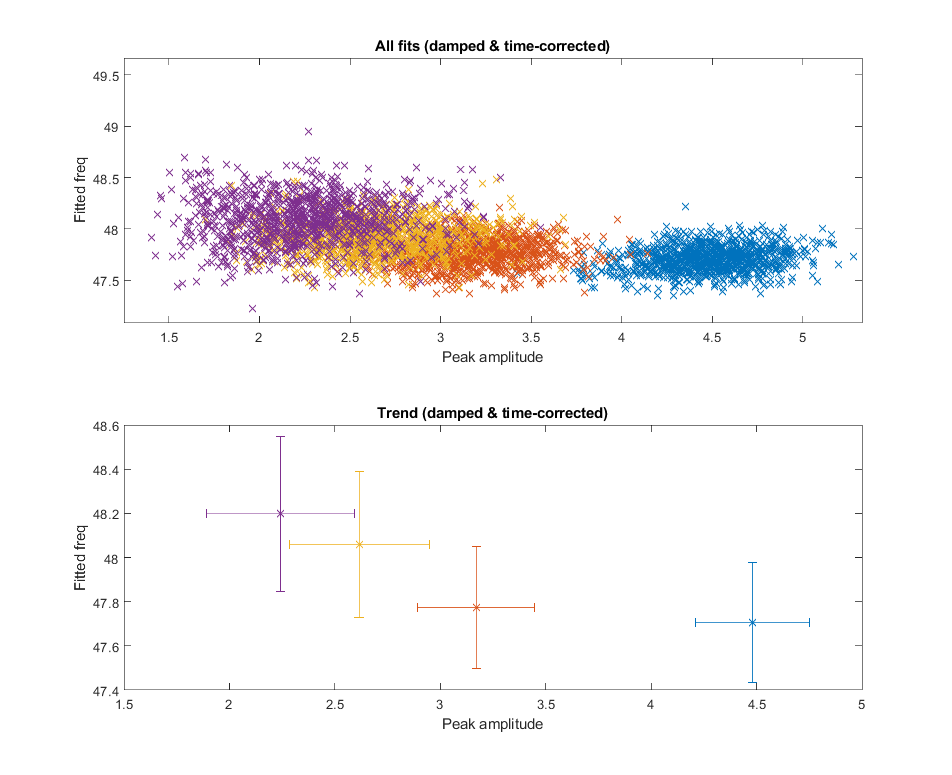 All fits (damped & time-corrected)
49.5
49
48.5
48
47.5
Fitted freq
1.5 2 2.5 3 3.5 4 4.5 5
Peak amplitude
Trend (damped & time-corrected)
48.6
48.4
48.2
48
47.8
47.6
47.4
Fitted freq
1.5 2 2.5 3 3.5 4 4.5 5
Peak amplitude